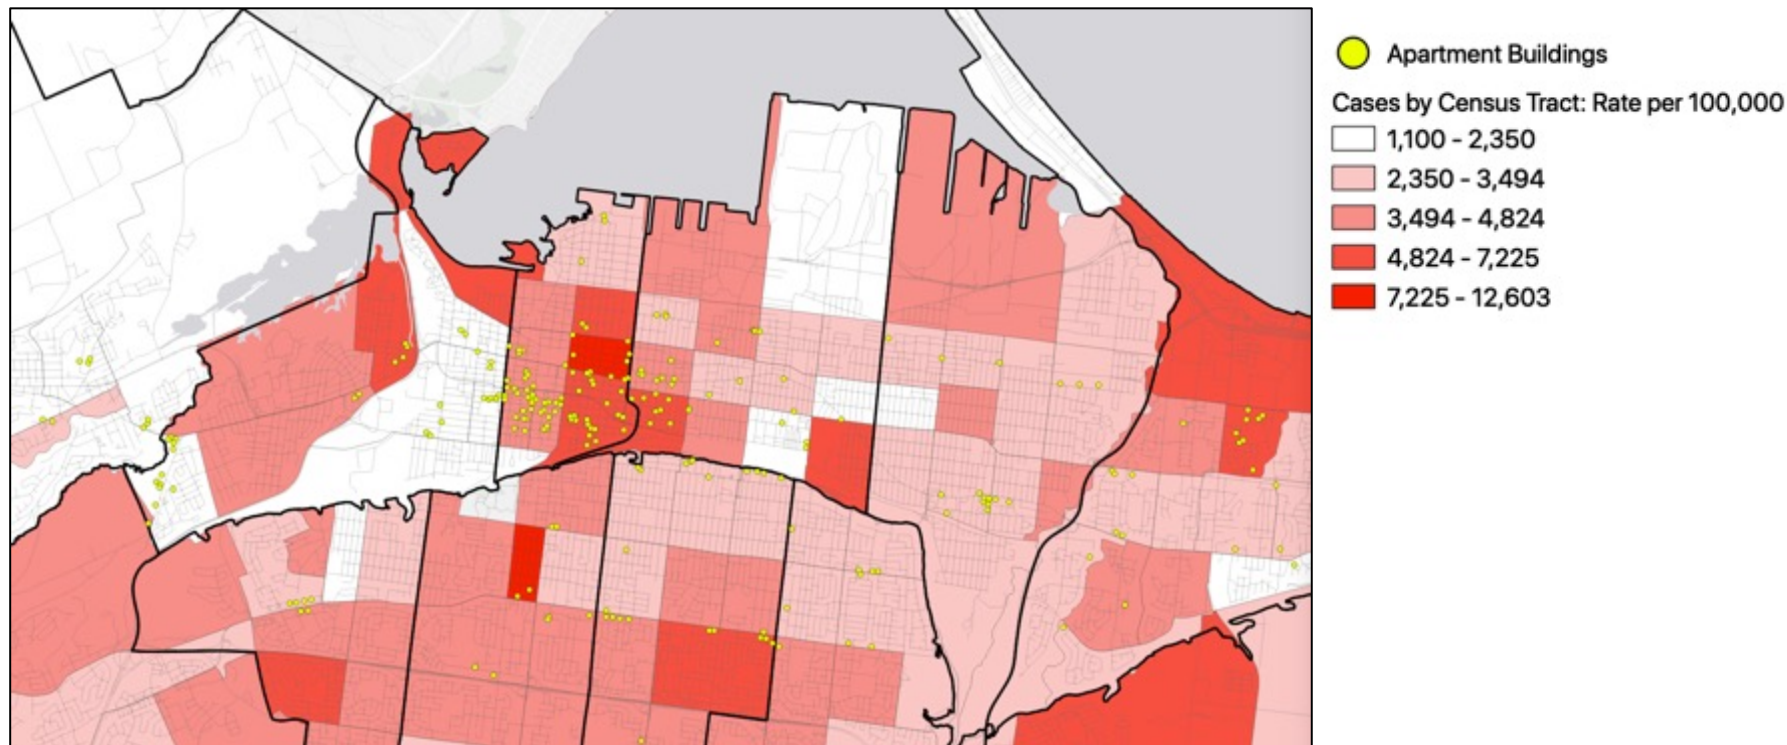 Apartment Buildings
Cases by Census Tract: Rate per 100,000
1,100 - 2,350
2,350 - 3,494
3,494 - 4,824
4,824 - 7,225
7,225 - 12,603